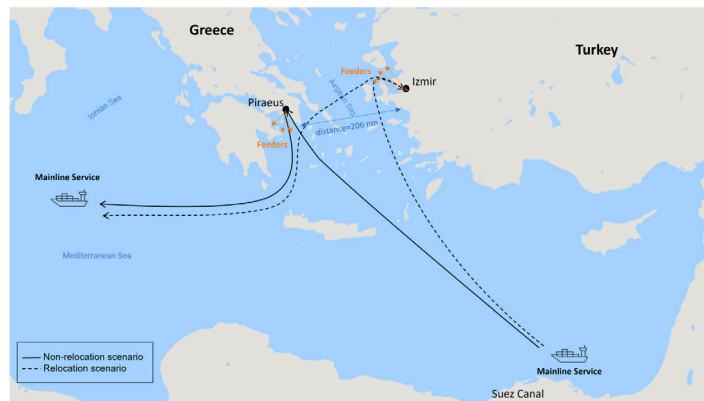 Greece
Turkey
Feeders
Izmir
Aegean Sea
Ionian Sea
Piraeus
distance=206 nm
Feeders
Mainline Service
Mediterranean Sea
Non-relocation scenario
Relocation scenario
Mainline Service
Suez Canal